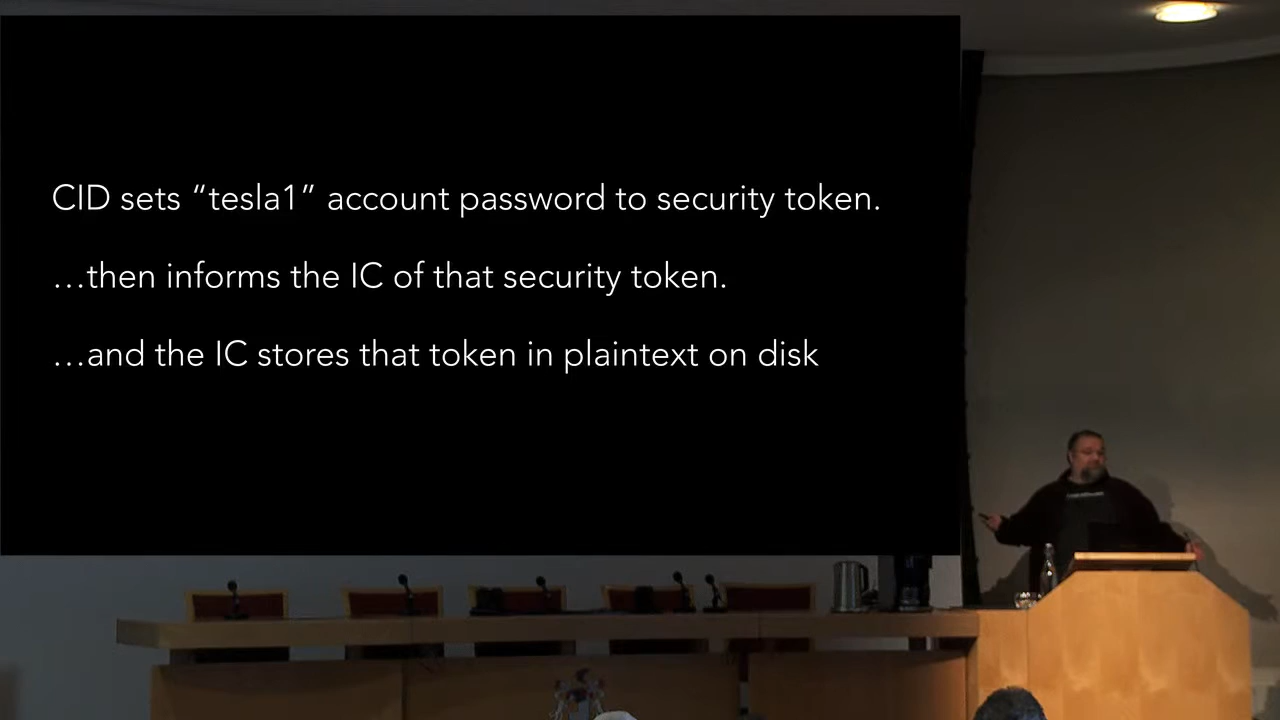 CID sets “tesla1” account password to security token.
…then informs the IC of that security token.
…and the IC stores that token in plaintext on disk